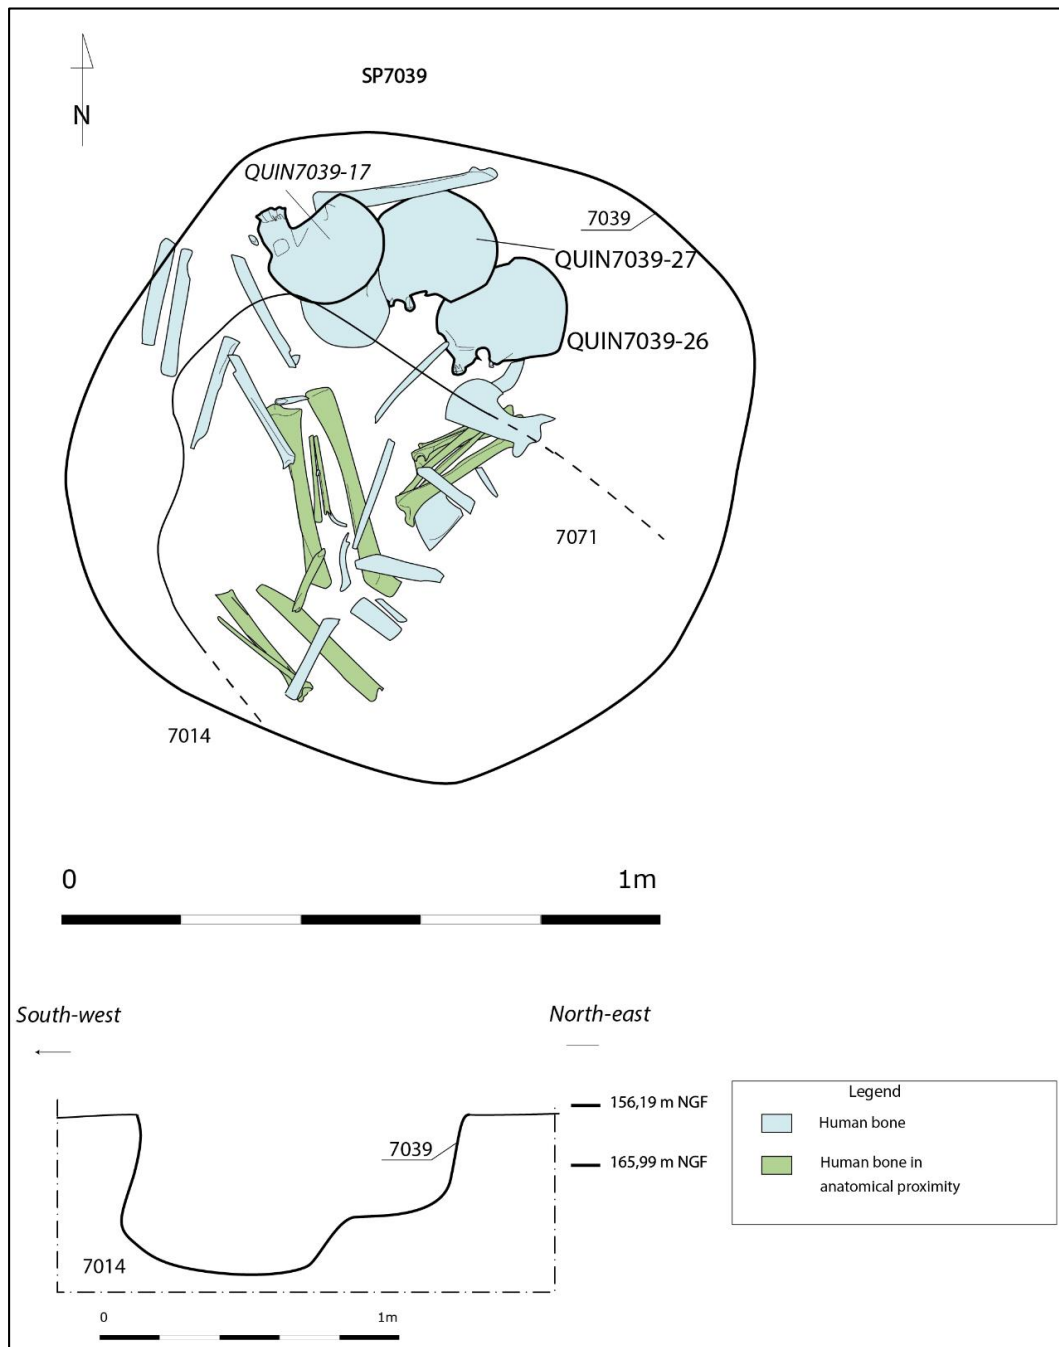 SP7039
N
QUIN7039-17
7039
QUIN7039-27
QUIN7039-26
7071
7014
0 1m
South-west North-east
156,19 m NGF
7039
165,99 m NGF
7014
0 1m
Legend
Human bone
Human bone in
anatomical proximity